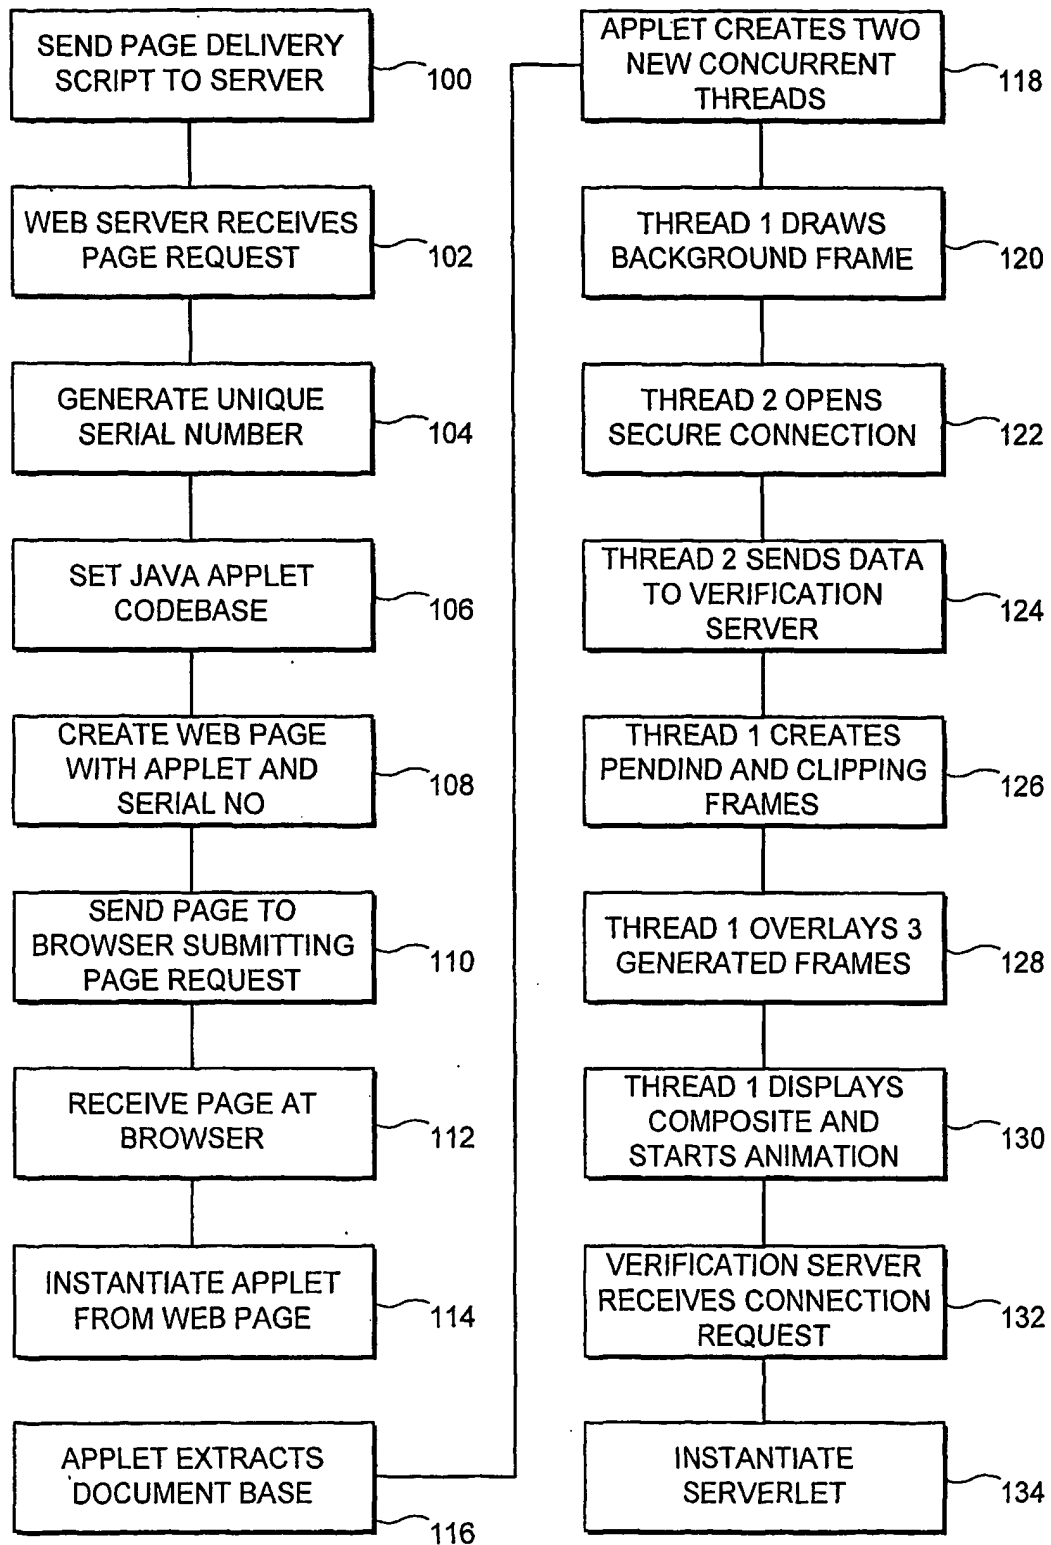 SEND PAGE DELIVERY
SCRIPT TO SERVER
100
WEB SERVER RECEIVES
PAGE REQUEST
102
GENERATE UNIQUE
SERIAL NUMBER
104
SET JAVA APPLET
CODEBASE
106
CREATE WEB PAGE
WITH APPLET AND
SERIAL NO
108
SEND PAGE TO
BROWSER SUBMITTING
PAGE REQUEST
110
RECEIVE PAGE AT
BROWSER
112
INSTANTIATE APPLET
FROM WEB PAGE
114
APPLET EXTRACTS
DOCUMENT BASE
116
APPLET CREATES TWO
NEW CONCURRENT
THREADS
118
THREAD 1 DRAWS
BACKGROUND FRAME
120
THREAD 2 OPENS
SECURE CONNECTION
122
THREAD 2 SENDS DATA
TO VERIFICATION
SERVER
124
THREAD 1 CREATES
PENDIND AND CLIPPING
FRAMES
126
THREAD 1 OVERLAYS 3
GENERATED FRAMES
128
THREAD 1 DISPLAYS
COMPOSITE AND
STARTS ANIMATION
130
VERIFICATION SERVER
RECEIVES CONNECTION
REQUEST
132
INSTANTIATE
SERVERLET
134